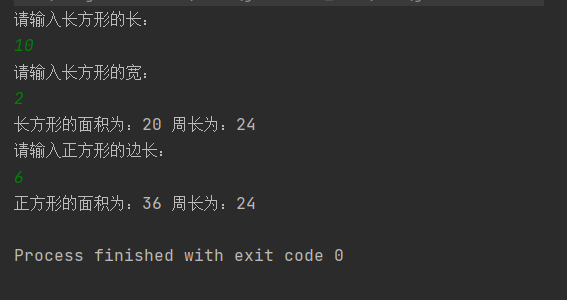 请输入长方形的长:
10
请输入长方形的宽:
2
长方形的面积为: 20 周长为: 24
请输入正方形的边长:
6
正方形的面积为: 36 周长为: 24
Process finished with exit code 0